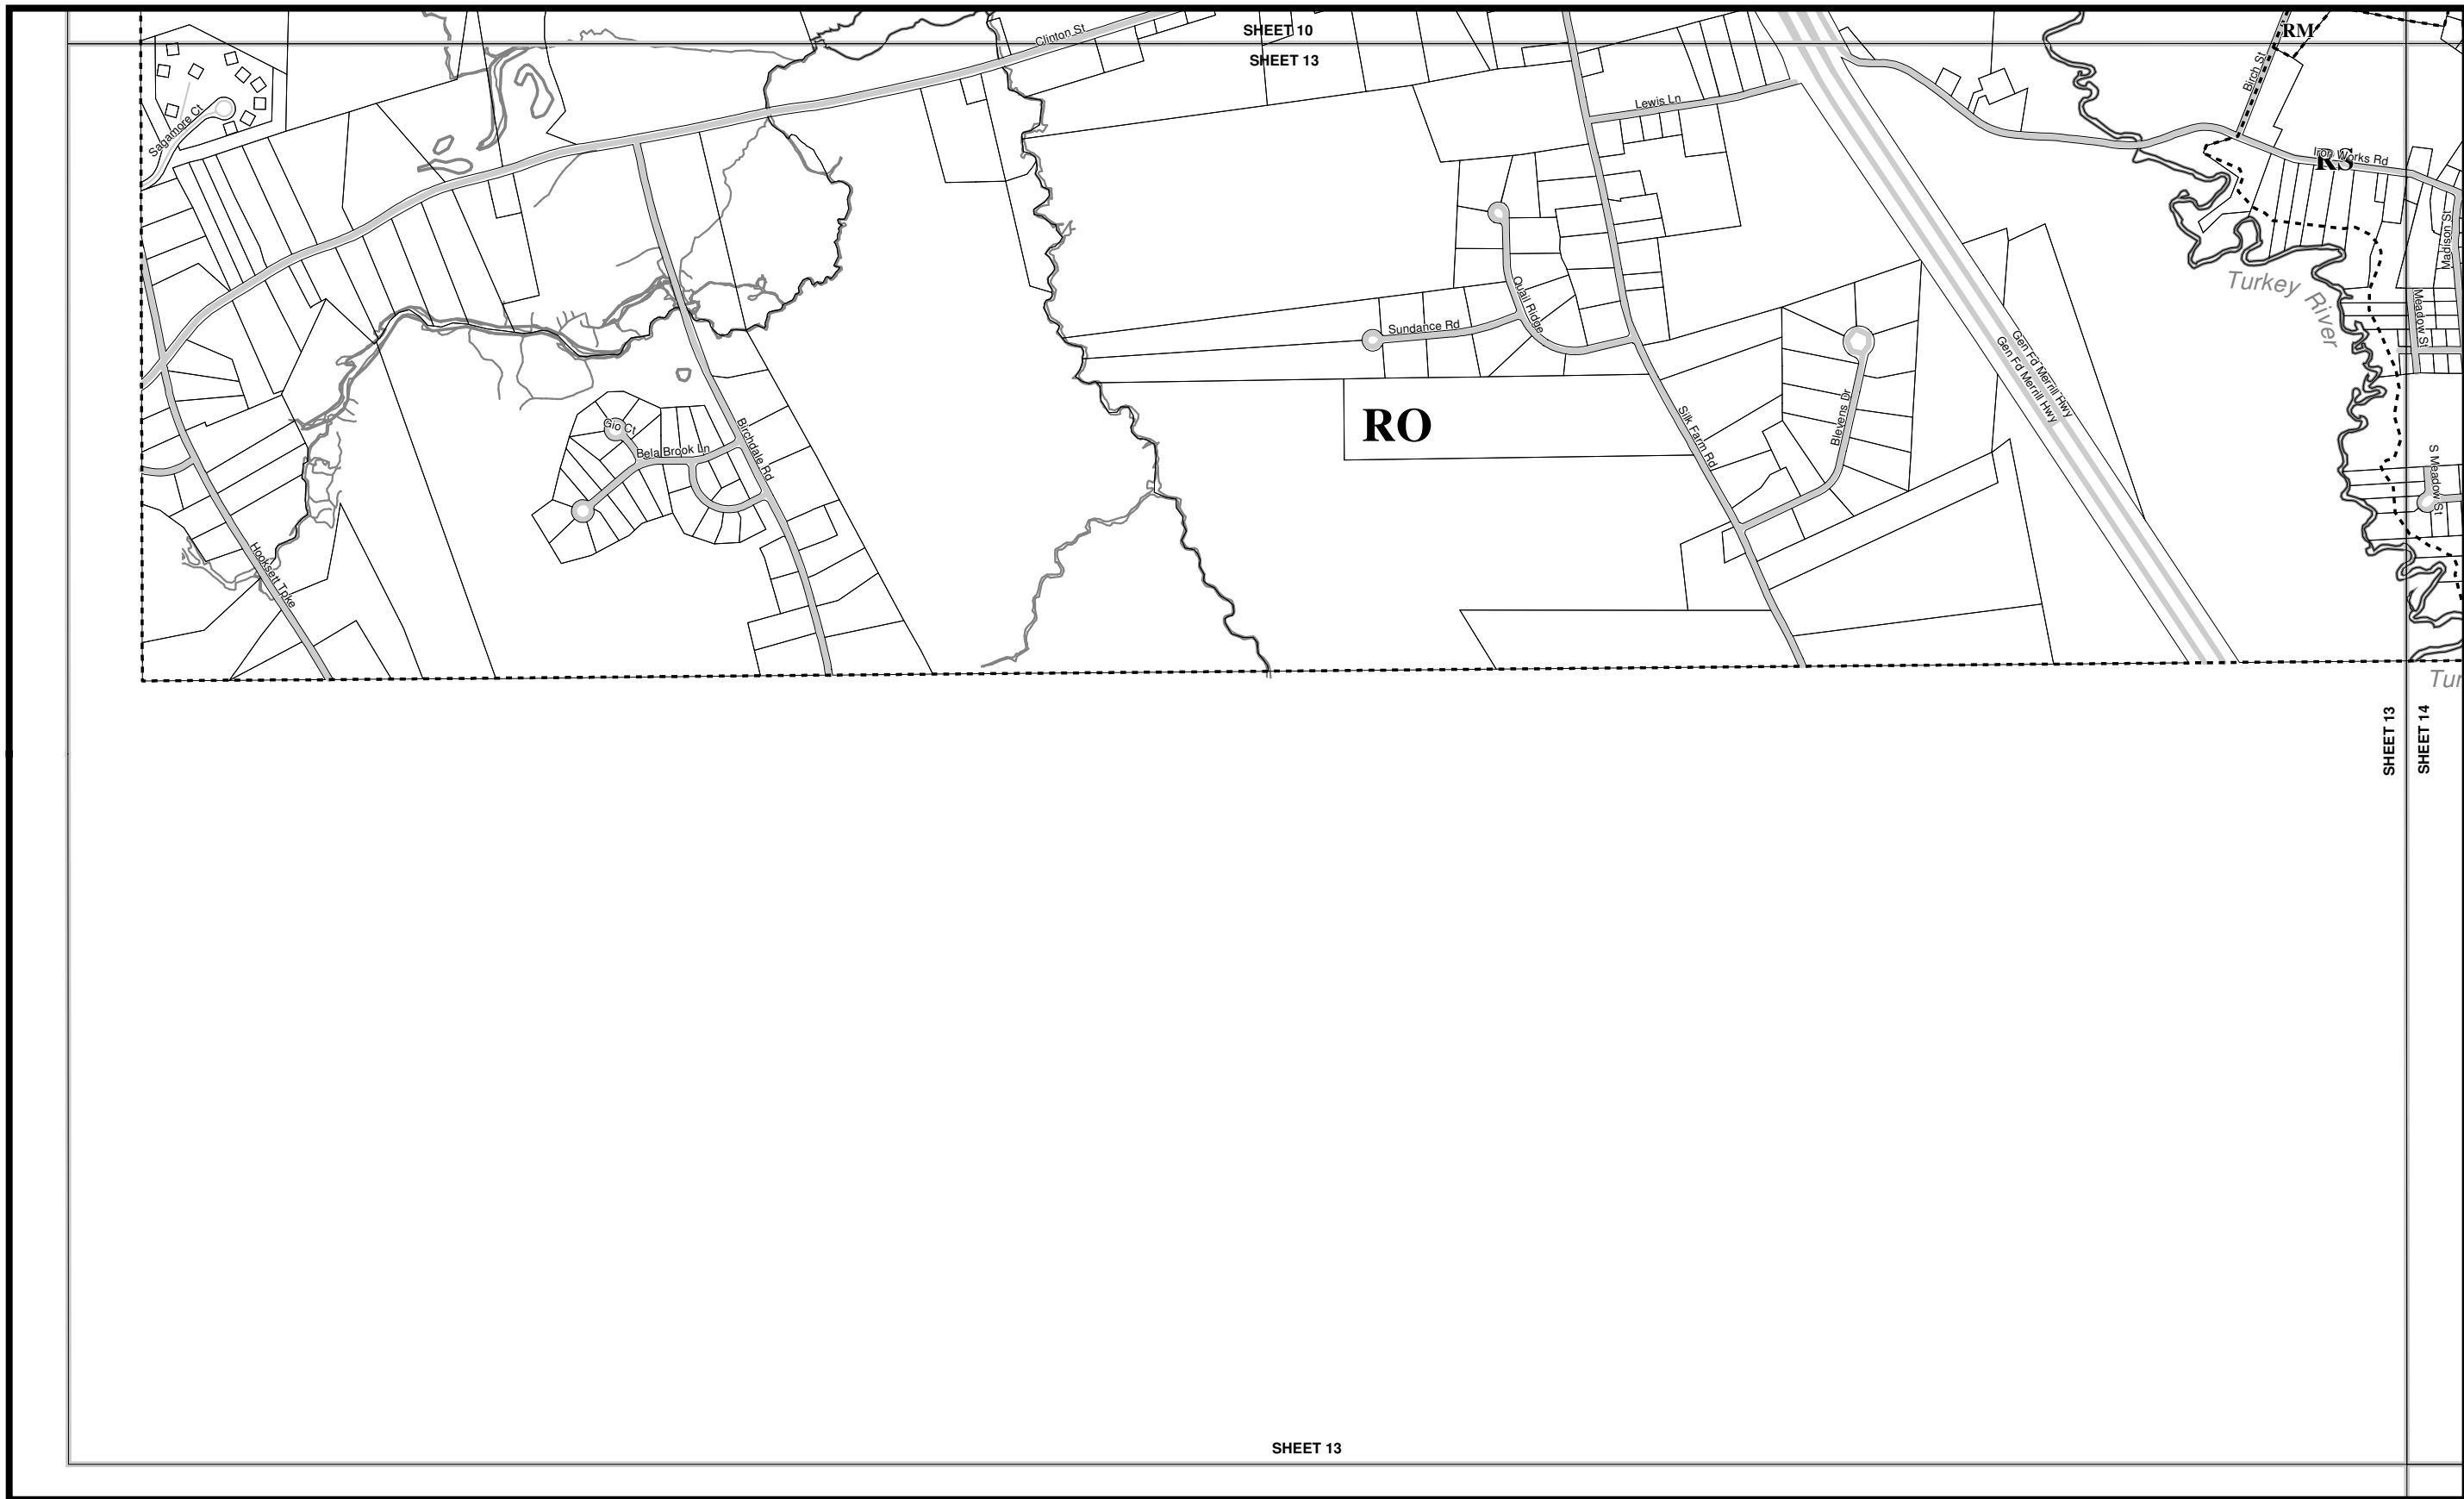 SHEET 10
RM
Clinton St
SHEET 13
Birch St
Lewis Ln
Sagamore Ct
Iron Works Rd
RS
Madison St
Turkey River
Quail Ridge
Sundance Rd
Meadow St
Gen Fd Merrill Hwy
Gen Fd Merrill Hwy
RO
Gio Ct
Bela Brook Ln
Birchdale Rd
Silk Farm Rd
Blevens Dr
S Meadow St
Hooksett Tpke
Tur
SHEET 13
SHEET 14
SHEET 13